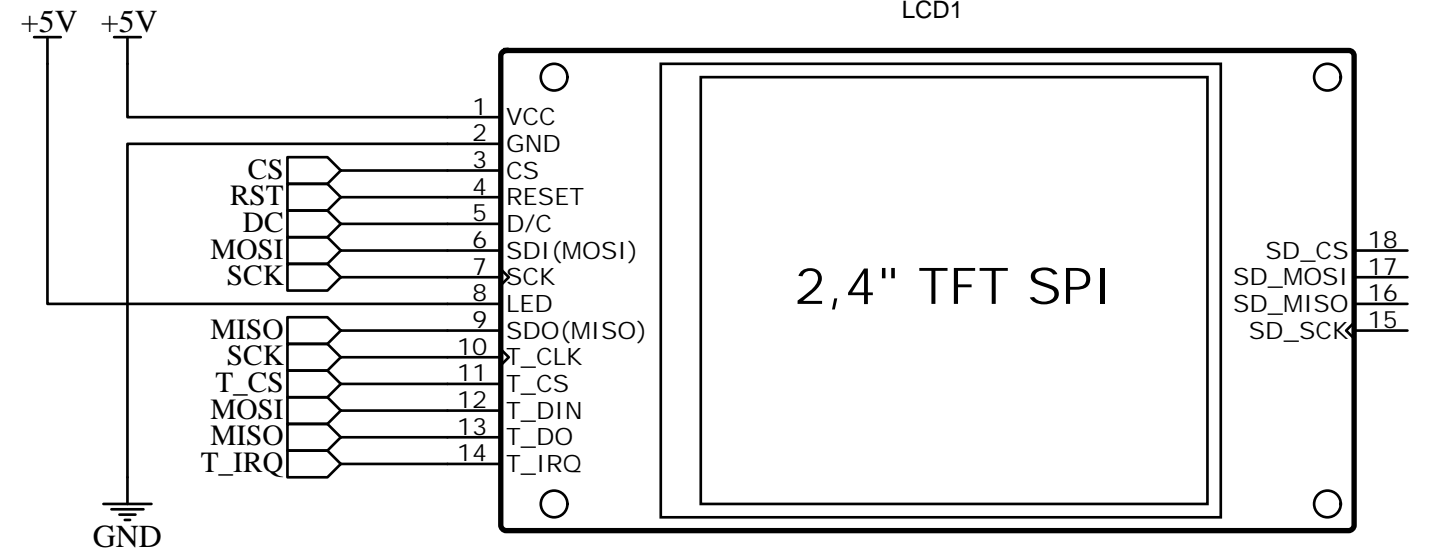 LCD1
+5V +5V
1 VCC
2 GND
CS 3 CS
RST 4 RESET
DC 5 D/C
MOSI 6 SDI(MOSI)
SCK 7 SCK
8 LED
MISO 9 SDO(MISO)
SCK 10 T_CLK
T_CS 11 T_CS
MOSI 12 T_DIN
MISO 13 T_DO
T_IRQ 14 T_IRQ
GND
2,4" TFT SPI
SD_CS 18
SD_MOSI 17
SD_MISO 16
SD_SCK 15